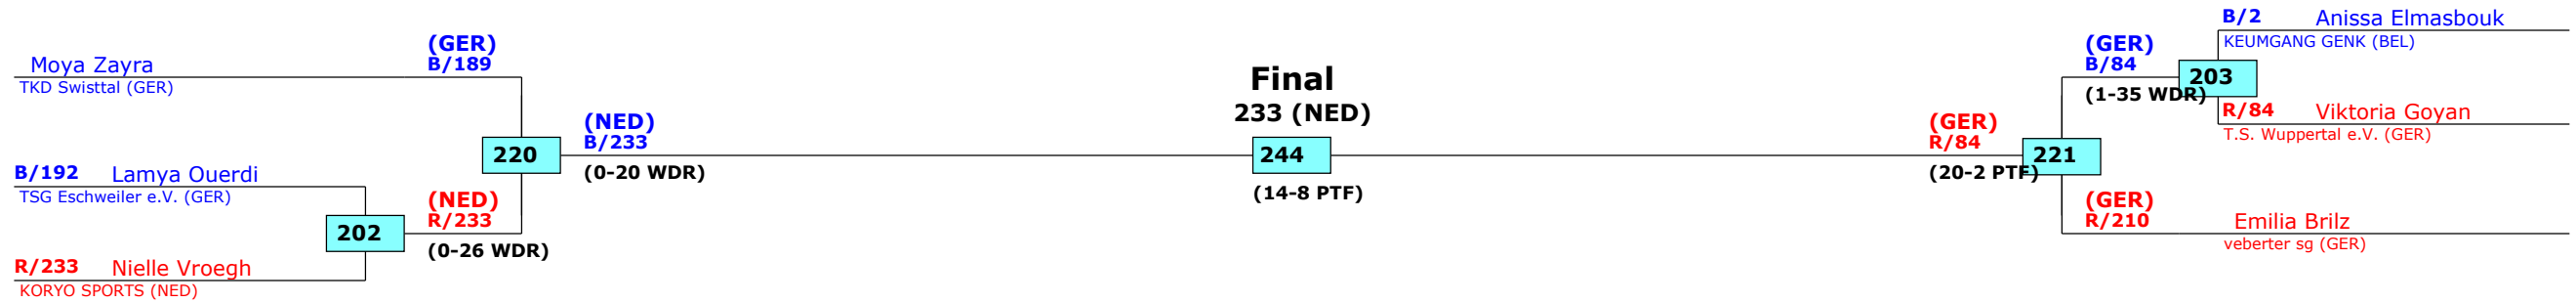 (GER)
B/189
Moya Zayra
TKD Swisttal (GER)
B/192 Lamya Ouerdi
TSG Eschweiler e.V. (GER)
202
R/233 Nielle Vroegh
KORYO SPORTS (NED)
(NED)
R/233
(0-26 WDR)
220
(NED)
B/233
(0-20 WDR)
Final
233 (NED)
244
(14-8 PTF)
(GER)
R/84
(20-2 PTF)
221
(GER)
B/84
(1-35 WDR)
203
B/2 Anissa Elmasbouk
KEUMGANG GENK (BEL)
R/84 Viktoria Goyan
T.S. Wuppertal e.V. (GER)
(GER)
R/210
Emilia Brilz
veberter sg (GER)